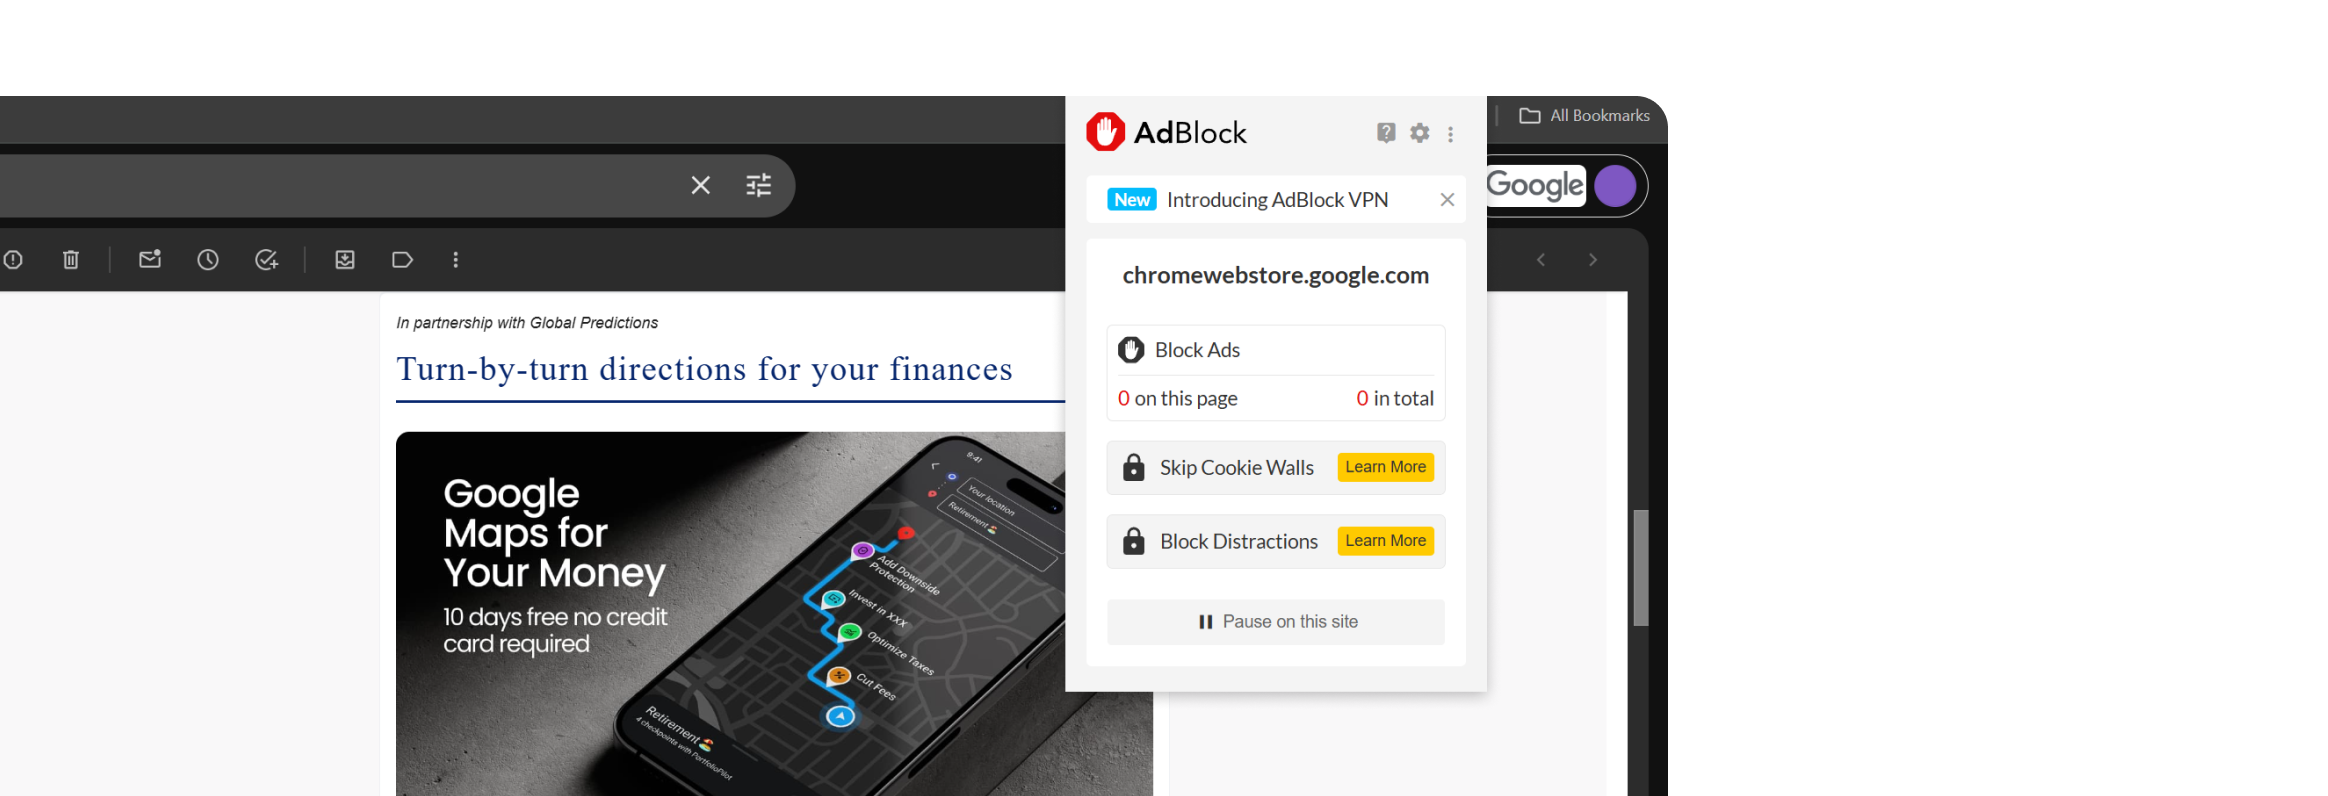 All Bookmarks
AdBlock
Google
New Introducing AdBlock VPN
chromewebstore.google.com
Block Ads
0 on this page 0 in total
Skip Cookie Walls Learn More
Block Distractions Learn More
Pause on this site
In partnership with Global Predictions
Turn-by-turn directions for your finances
Google
Maps for
Your Money
10 days free no credit
card required
9:41
Your location
Retirement
Add Downside
Protection
Invest in XXX
Optimize Taxes
Cut Fees
Retirement
4 checkpoints with PortfolioPilot